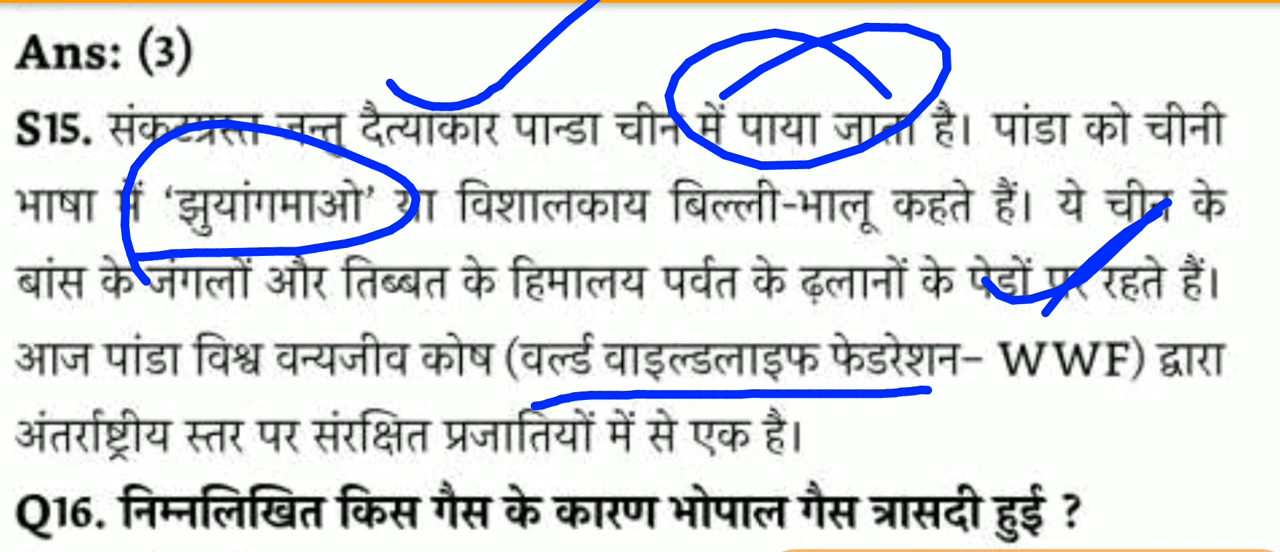 Ans: (3)
S15. संकटग्रस्त जन्तु दैत्याकार पान्डा चीन में पाया जाता है। पांडा को चीनी
भाषा में ‘झुयांगमाओ’ या विशालकाय बिल्ली-भालू कहते हैं। ये चीन के
बांस के जंगलों और तिब्बत के हिमालय पर्वत के ढ़लानों के पेडों पर रहते हैं।
आज पांडा विश्व वन्यजीव कोष (वर्ल्ड वाइल्डलाइफ फेडरेशन– WWF) द्वारा
अंतर्राष्ट्रीय स्तर पर संरक्षित प्रजातियों में से एक है।
Q16. निम्नलिखित किस गैस के कारण भोपाल गैस त्रासदी हुई ?